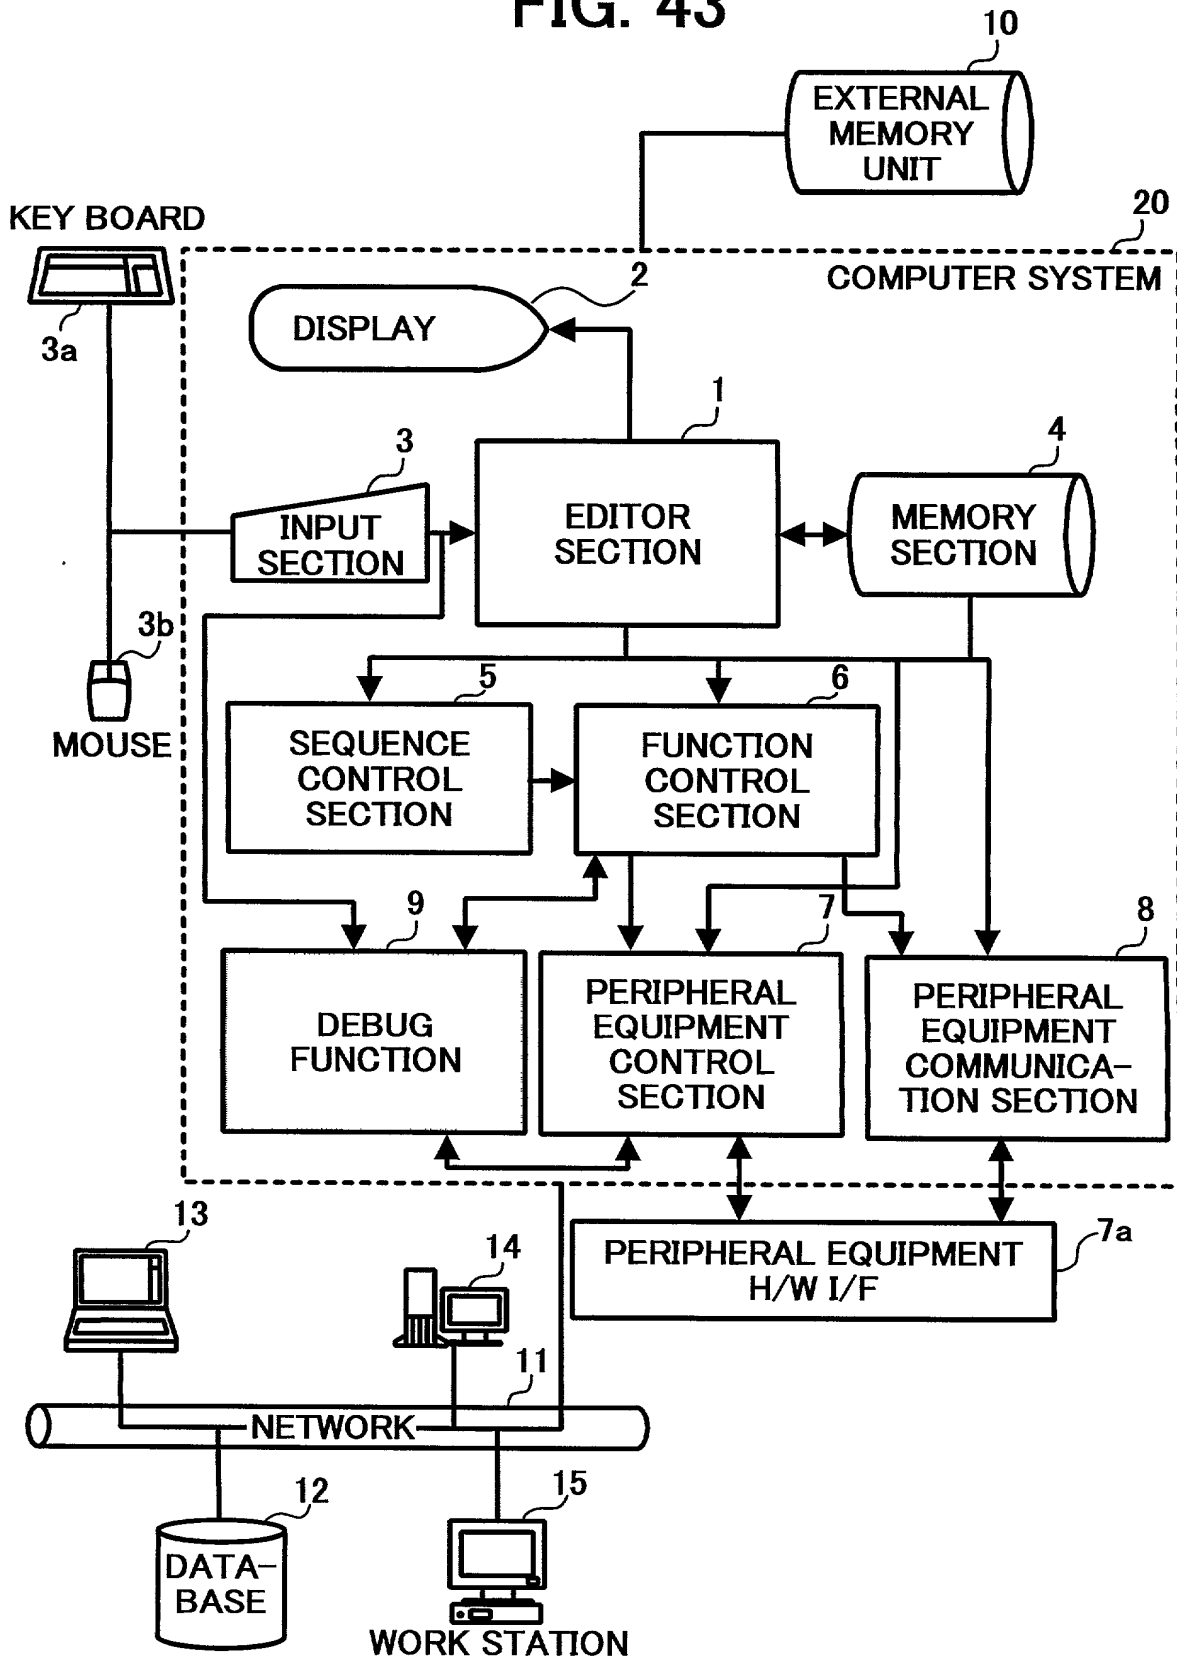 FIG. 43
10
EXTERNAL
MEMORY
UNIT
KEY BOARD
20
COMPUTER SYSTEM
2
DISPLAY
3a
1
3
4
INPUT
SECTION
EDITOR
SECTION
MEMORY
SECTION
3b
MOUSE
5
6
SEQUENCE
CONTROL
SECTION
FUNCTION
CONTROL
SECTION
9
7
8
DEBUG
FUNCTION
PERIPHERAL
EQUIPMENT
CONTROL
SECTION
PERIPHERAL
EQUIPMENT
COMMUNICA-
TION SECTION
13
14
7a
PERIPHERAL EQUIPMENT
H/W I/F
11
NETWORK
12
15
DATA-
BASE
WORK STATION